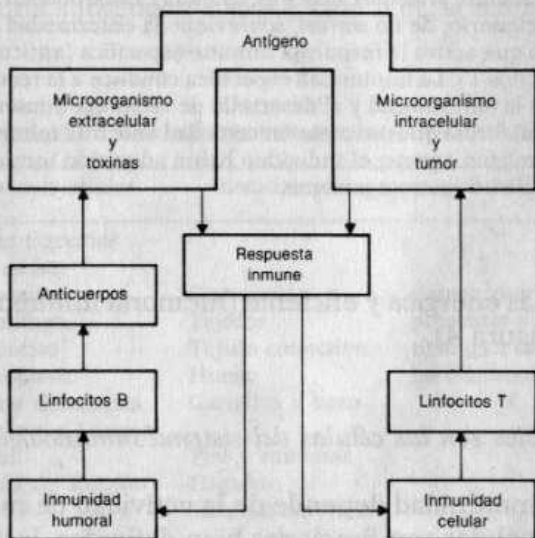 Antígeno
Microorganismo
extracelular
y
toxinas
Microorganismo
intracelular
y
tumor
Respuesta
inmune
Anticuerpos
Linfocitos B
Linfocitos T
Inmunidad
humoral
Inmunidad
celular